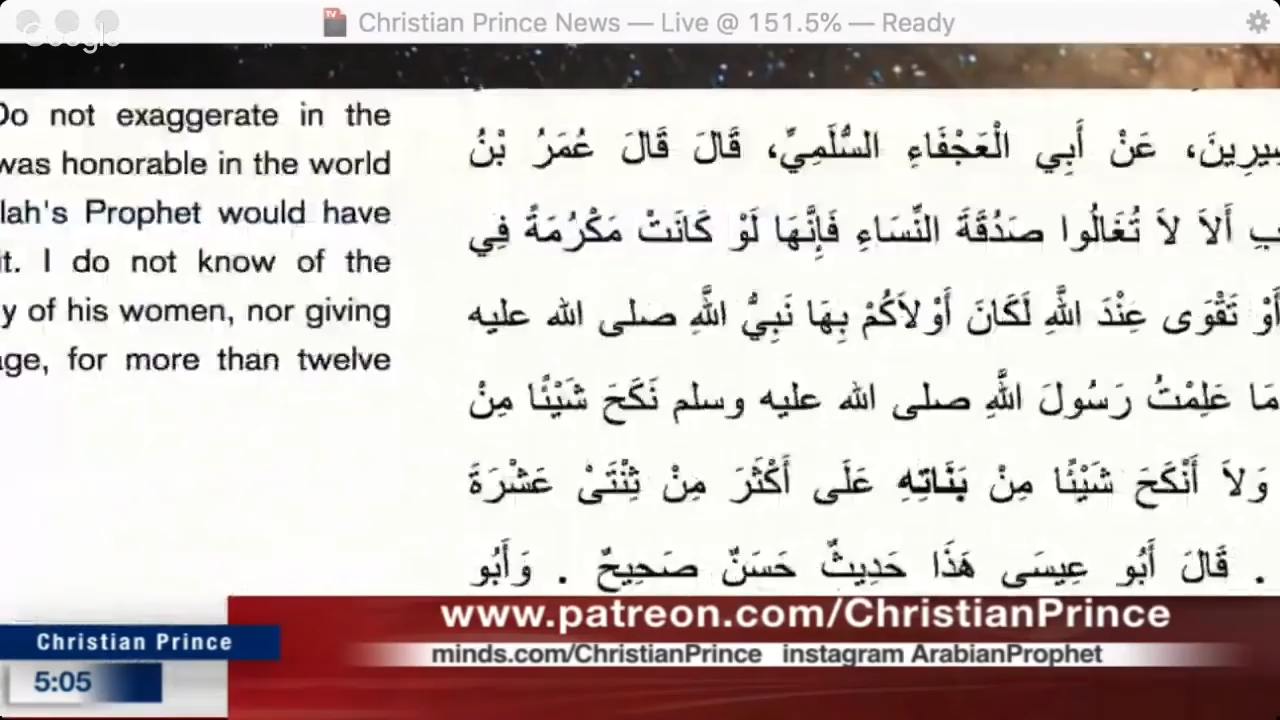 Christian Prince News — Live @ 151.5% — Ready
Google
Do not exaggerate in the
was honorable in the world
lah's Prophet would have
it. I do not know of the
y of his women, nor giving
age, for more than twelve
سِيرِينَ، عَنْ أَبِي الْعَجْفَاءِ السُّلَمِيِّ، قَالَ قَالَ عُمَرُ بْنُ
بِ أَلاَ لاَ تُغَالُوا صَدُقَةَ النِّسَاءِ فَإِنَّهَا لَوْ كَانَتْ مَكْرُمَةً فِي
أَوْ تَقْوَى عِنْدَ اللَّهِ لَكَانَ أَوْلاَكُمْ بِهَا نَبِيُّ اللَّهِ صلى الله عليه
مَا عَلِمْتُ رَسُولَ اللَّهِ صلى الله عليه وسلم نَكَحَ شَيْئًا مِنْ
وَلاَ أَنْكَحَ شَيْئًا مِنْ بَنَاتِهِ عَلَى أَكْثَرَ مِنْ ثِنْتَىْ عَشْرَةَ
. قَالَ أَبُو عِيسَى هَذَا حَدِيثٌ حَسَنٌ صَحِيحٌ . وَأَبُو
www.patreon.com/ChristianPrince
Christian Prince
minds.com/ChristianPrince instagram ArabianProphet
5:05